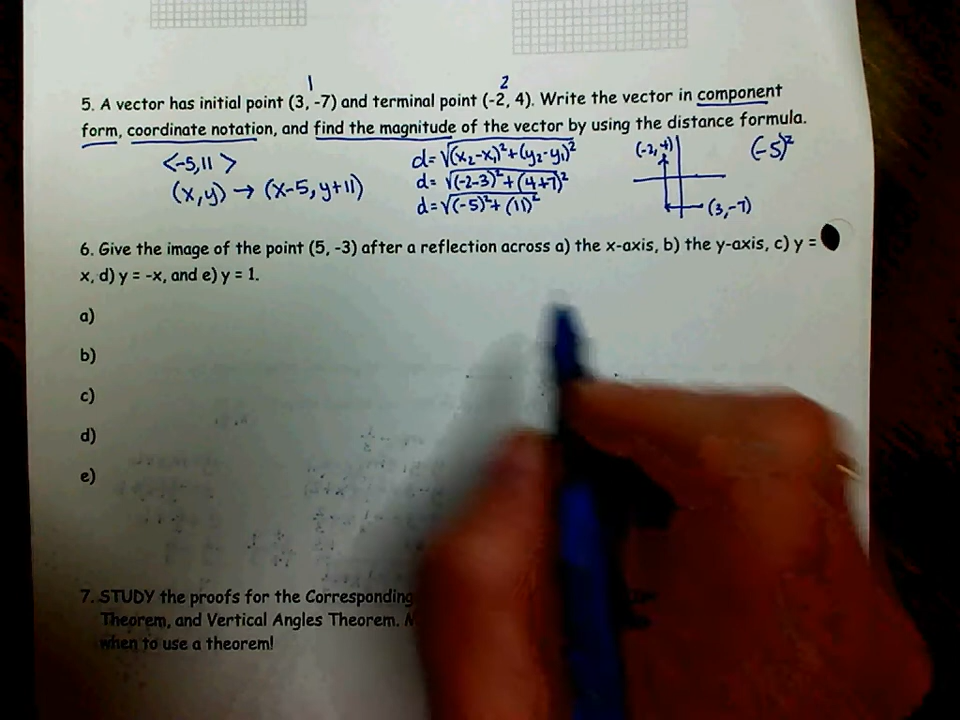 1 2
5. A vector has initial point (3, -7) and terminal point (-2, 4). Write the vector in component
form, coordinate notation, and find the magnitude of the vector by using the distance formula.
<-5,11>
(x,y) → (x-5, y+11)
d=√(x₂-x₁)²+(y₂-y₁)²
d= √(-2-3)²+(4+7)²
d=√(-5)²+(11)²
(-2,4)
(3,-7)
(-5)²
6. Give the image of the point (5, -3) after a reflection across a) the x-axis, b) the y-axis, c) y =
x, d) y = -x, and e) y = 1.
a)
b)
c)
d)
e)
7. STUDY the proofs for the Corresponding
Theorem, and Vertical Angles Theorem.
when to use a theorem!